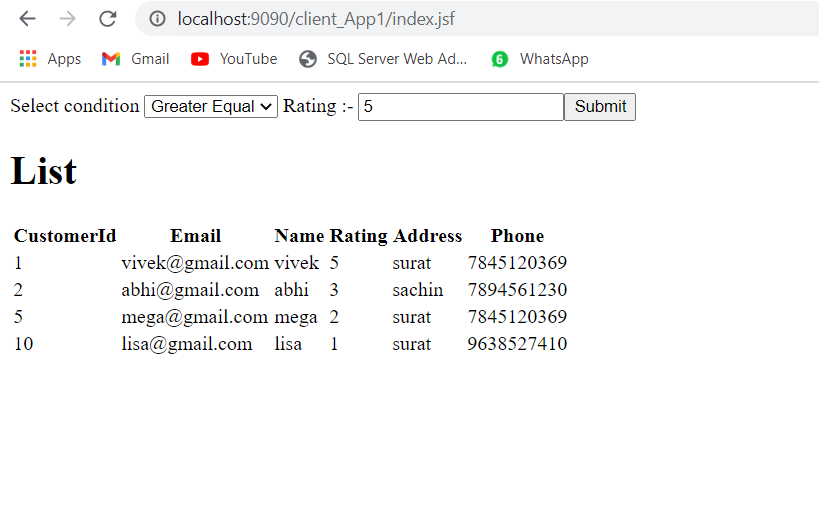 localhost:9090/client_App1/index.jsf
Apps Gmail YouTube SQL Server Web Ad... 6 WhatsApp
Select condition Greater Equal Rating :- 5 Submit
List
CustomerId Email Name Rating Address Phone
1 vivek@gmail.com vivek 5 surat 7845120369
2 abhi@gmail.com abhi 3 sachin 7894561230
5 mega@gmail.com mega 2 surat 7845120369
10 lisa@gmail.com lisa 1 surat 9638527410